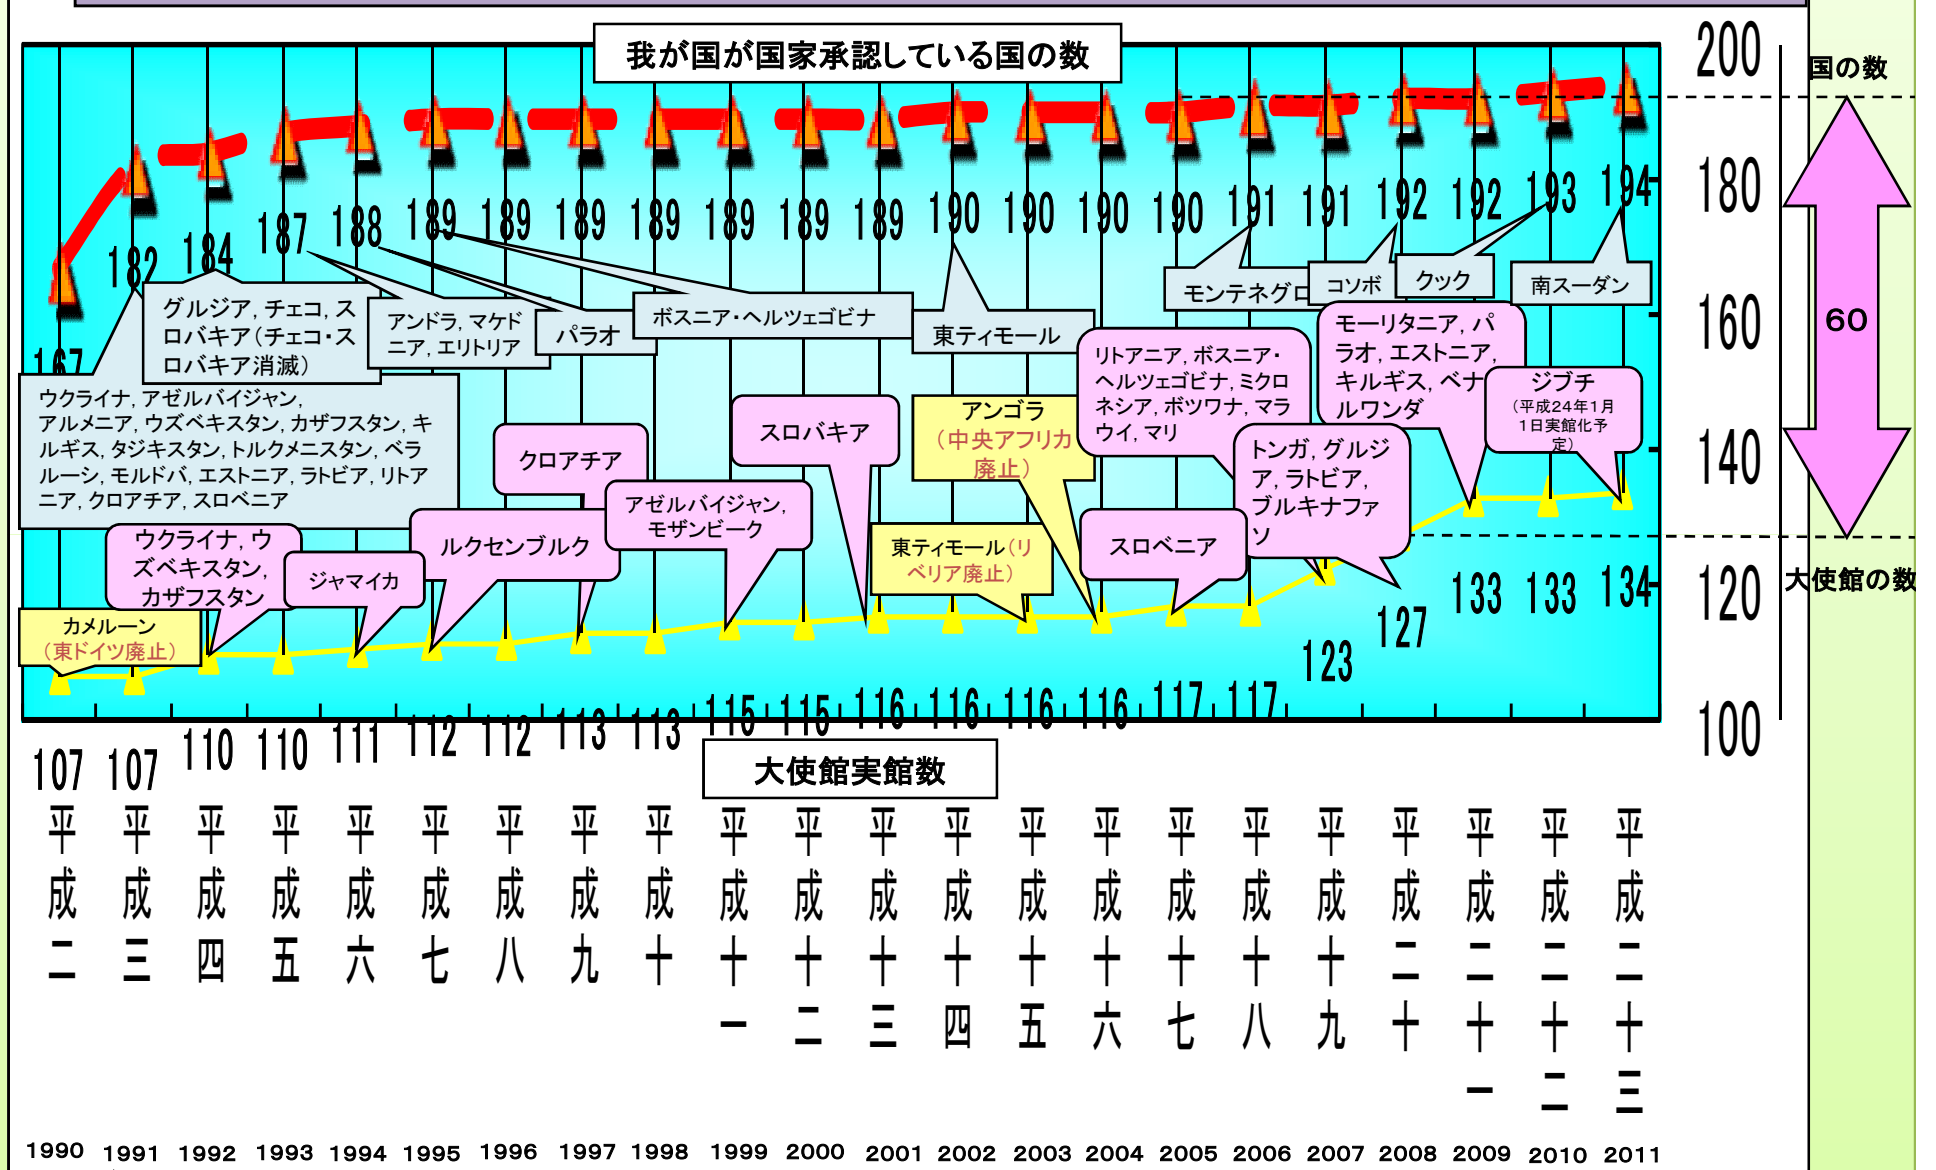 我が国が国家承認している国の数
200
国の数
180
160
140
120
100
60
大使館の数
167
182
184
187
188
189
189
189
189
189
189
189
190
190
190
190
191
191
192
192
193
194
グルジア, チェコ, ス
ロバキア(チェコ・ス
ロバキア消滅)
アンドラ, マケド
ニア, エリトリア
パラオ
ボスニア・ヘルツェゴビナ
東ティモール
モンテネグロ
コソボ
クック
南スーダン
ウクライナ, アゼルバイジャン,
アルメニア, ウズベキスタン, カザフスタン, キ
ルギス, タジキスタン, トルクメニスタン, ベラ
ルーシ, モルドバ, エストニア, ラトビア, リトア
ニア, クロアチア, スロベニア
カメルーン
(東ドイツ廃止)
ウクライナ, ウ
ズベキスタン,
カザフスタン
ジャマイカ
ルクセンブルク
クロアチア
アゼルバイジャン,
モザンビーク
スロバキア
東ティモール(リ
ベリア廃止)
アンゴラ
(中央アフリカ
廃止)
スロベニア
リトアニア, ボスニア・
ヘルツェゴビナ, ミクロ
ネシア, ボツワナ, マラ
ウイ, マリ
トンガ, グルジ
ア, ラトビア,
ブルキナファ
ソ
モーリタニア, パ
ラオ, エストニア,
キルギス, ベナ
ルワンダ
ジブチ
(平成24年1月
1日実館化予
定)
107
107
110
110
111
112
112
113
113
115
115
116
116
116
116
117
117
123
127
133
133
134
大使館実館数
平成二
平成三
平成四
平成五
平成六
平成七
平成八
平成九
平成十
平成十一
平成十二
平成十三
平成十四
平成十五
平成十六
平成十七
平成十八
平成十九
平成二十
平成二十一
平成二十二
平成二十三
1990 1991 1992 1993 1994 1995 1996 1997 1998 1999 2000 2001 2002 2003 2004 2005 2006 2007 2008 2009 2010 2011